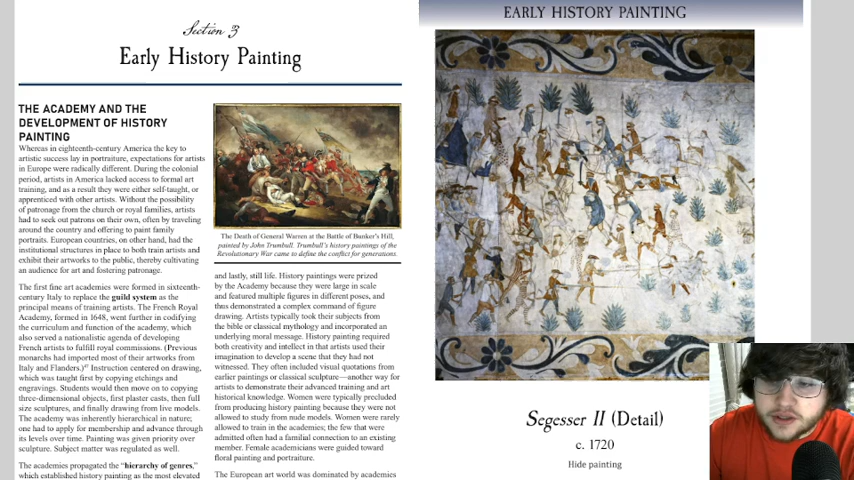 Section 3
Early History Painting
THE ACADEMY AND THE
DEVELOPMENT OF HISTORY
PAINTING
Whereas in eighteenth-century America the key to
artistic success lay in portraiture, expectations for artists
in Europe were radically different. During the colonial
period, artists in America lacked access to formal art
training, and as a result they were either self-taught, or
apprenticed with other artists. Without the possibility
of patronage from the church or royal families, artists
had to seek out patrons on their own, often by traveling
around the country and offering to paint family
portraits. European countries, on other hand, had the
institutional structures in place to both train artists and
exhibit their artworks to the public, thereby cultivating
an audience for art and fostering patronage.
The first fine art academies were formed in sixteenth-
century Italy to replace the guild system as the
principal means of training artists. The French Royal
Academy, formed in 1648, went further in codifying
the curriculum and function of the academy, which
also served a nationalistic agenda of developing
French artists to fulfill royal commissions. (Previous
monarchs had imported most of their artworks from
Italy and Flanders.) Instruction centered on drawing,
which was taught first by copying etchings and
engravings. Students would then move on to copying
three-dimensional objects, first plaster casts, then full
size sculptures, and finally drawing from live models.
The academy was inherently hierarchical in nature;
one had to apply for membership and advance through
its levels over time. Painting was given priority over
sculpture. Subject matter was regulated as well.
The academies propagated the “hierarchy of genres,”
which established history painting as the most elevated
The Death of General Warren at the Battle of Bunker's Hill,
painted by John Trumbull. Trumbull's history paintings of the
Revolutionary War came to define the conflict for generations.
and lastly, still life. History paintings were prized
by the Academy because they were large in scale
and featured multiple figures in different poses, and
thus demonstrated a complex command of figure
drawing. Artists typically took their subjects from
the bible or classical mythology and incorporated an
underlying moral message. History painting required
both creativity and intellect in that artists used their
imagination to develop a scene that they had not
witnessed. They often included visual quotations from
earlier paintings or classical sculpture—another way for
artists to demonstrate their advanced training and art
historical knowledge. Women were typically precluded
from producing history painting because they were not
allowed to study from nude models. Women were rarely
allowed to train in the academies; the few that were
admitted often had a familial connection to an existing
member. Female academicians were guided toward
floral painting and portraiture.
The European art world was dominated by academies
EARLY HISTORY PAINTING
Segesser II (Detail)
c. 1720
Hide painting